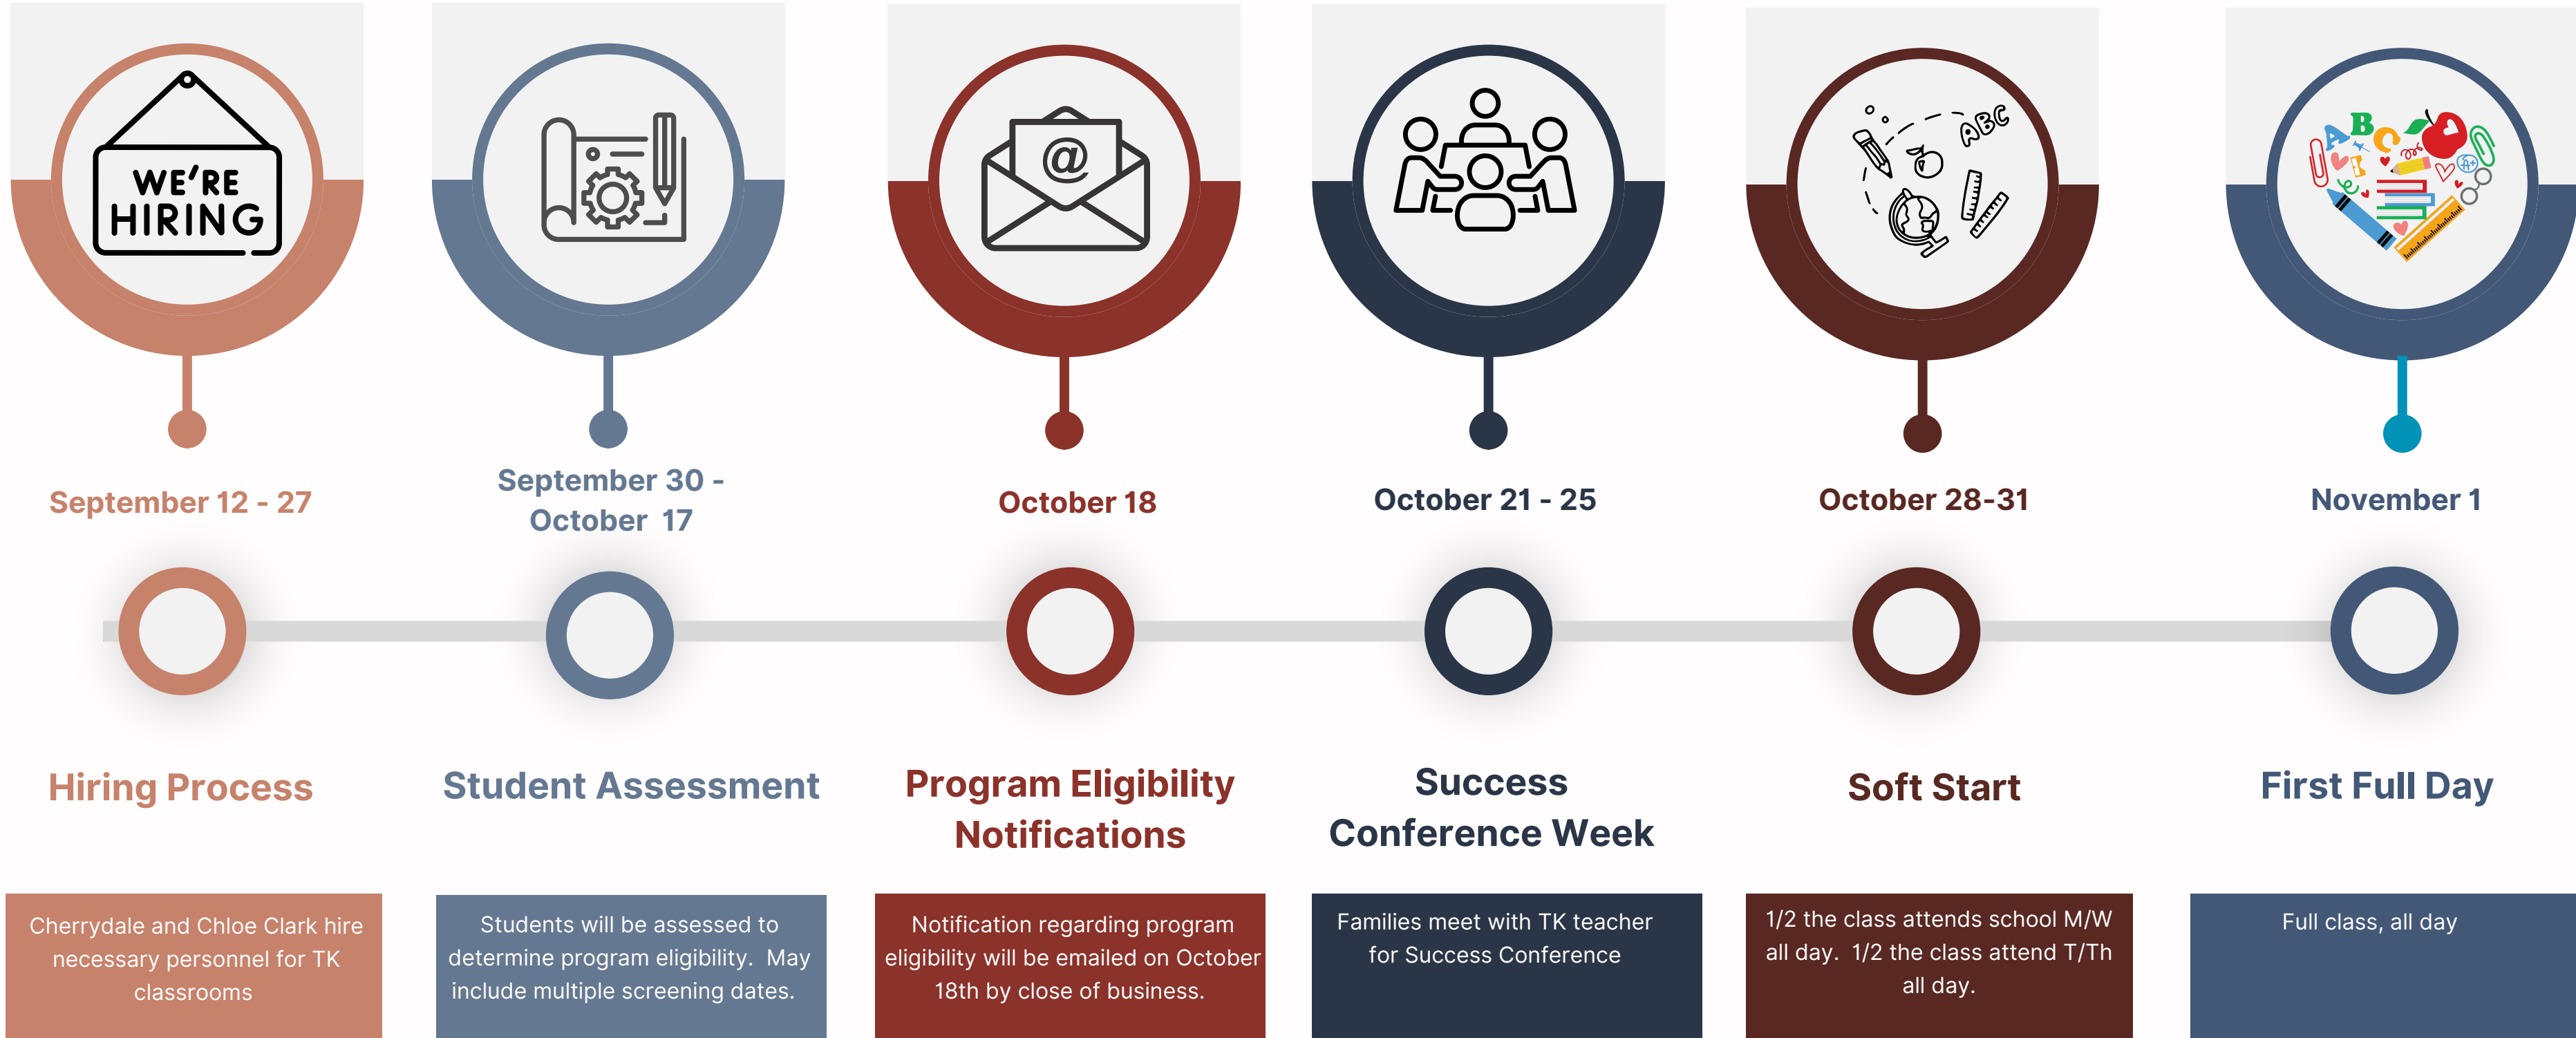 WE'RE
HIRING
@
ABC
A B C
A+
September 12 - 27
September 30 -
October 17
October 18
October 21 - 25
October 28-31
November 1
Hiring Process
Student Assessment
Program Eligibility
Notifications
Success
Conference Week
Soft Start
First Full Day
Cherrydale and Chloe Clark hire
necessary personnel for TK
classrooms
Students will be assessed to
determine program eligibility. May
include multiple screening dates.
Notification regarding program
eligibility will be emailed on October
18th by close of business.
Families meet with TK teacher
for Success Conference
1/2 the class attends school M/W
all day. 1/2 the class attend T/Th
all day.
Full class, all day